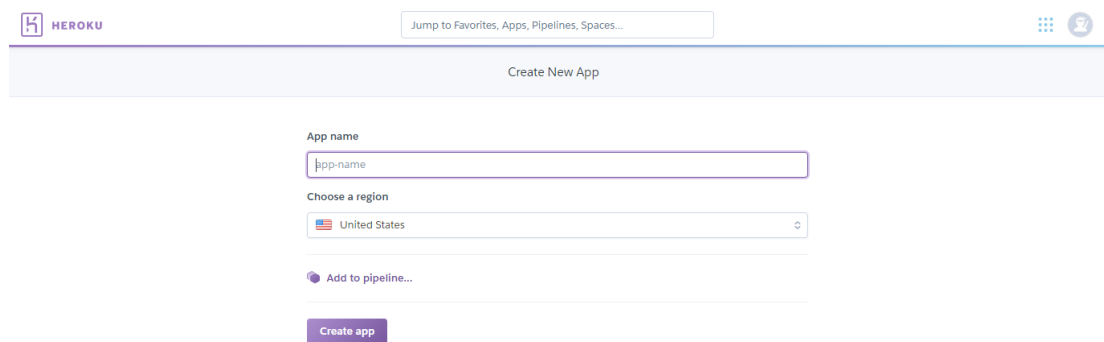 HEROKU
Jump to Favorites, Apps, Pipelines, Spaces...
Create New App
App name
app-name
Choose a region
United States
Add to pipeline...
Create app